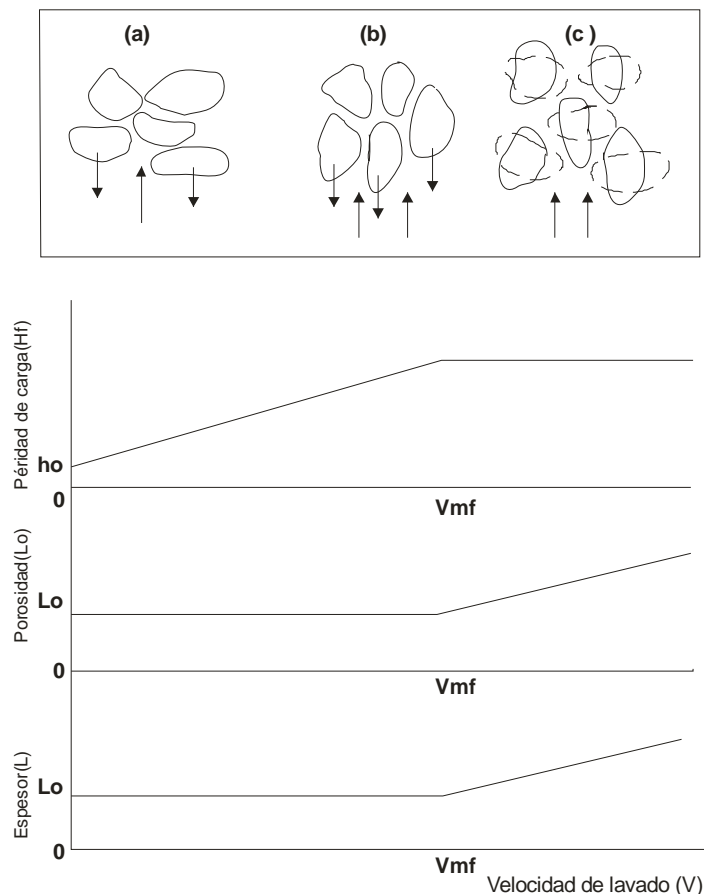 (a)
(b)
(c )
Péridad de carga(Hf)
ho
0
Vmf
Porosidad(Lo)
Lo
0
Vmf
Espesor(L)
Lo
0
Vmf
Velocidad de lavado (V)